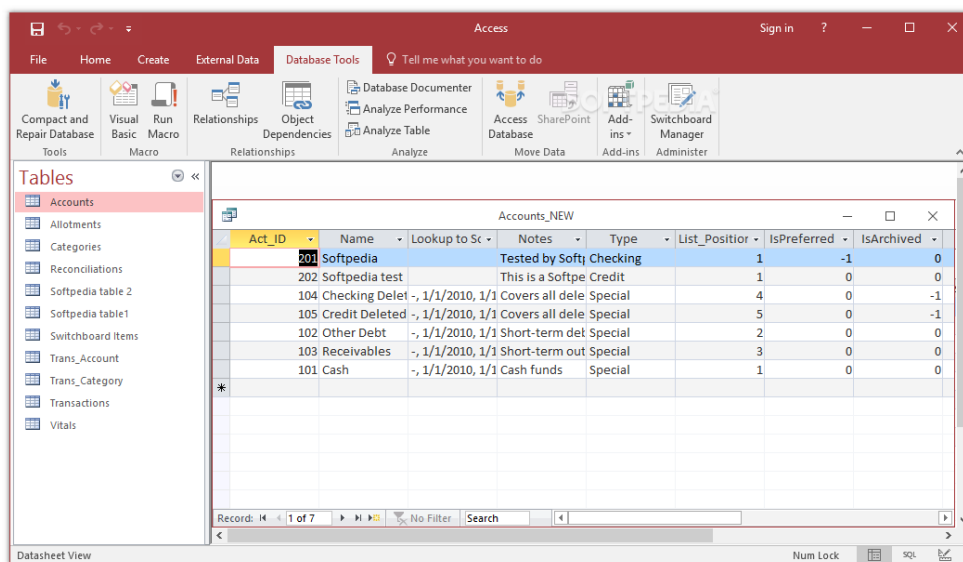 Access
Sign in ?
File Home Create External Data Database Tools Tell me what you want to do
Compact and Repair Database
Visual Basic
Run Macro
Relationships
Object Dependencies
Database Documenter
Analyze Performance
Analyze Table
Access Database
SharePoint
Add-ins
Switchboard Manager
SOFTPEDIA
Tools Macro Relationships Analyze Move Data Add-ins Administer
Tables «
Accounts
Allotments
Categories
Reconciliations
Softpedia table 2
Softpedia table1
Switchboard Items
Trans_Account
Trans_Category
Transactions
Vitals
Accounts_NEW
Act_ID Name Lookup to Sc Notes Type List_Position IsPreferred IsArchived
201 Softpedia Tested by Softp Checking 1 -1 0
202 Softpedia test This is a Softpe Credit 1 0 0
104 Checking Delet -, 1/1/2010, 1/1 Covers all dele Special 4 0 -1
105 Credit Deleted -, 1/1/2010, 1/1 Covers all dele Special 5 0 -1
102 Other Debt -, 1/1/2010, 1/1 Short-term deb Special 2 0 0
103 Receivables -, 1/1/2010, 1/1 Short-term out Special 3 0 0
101 Cash -, 1/1/2010, 1/1 Cash funds Special 1 0 0
Record: 1 of 7 No Filter Search
Datasheet View Num Lock SQL